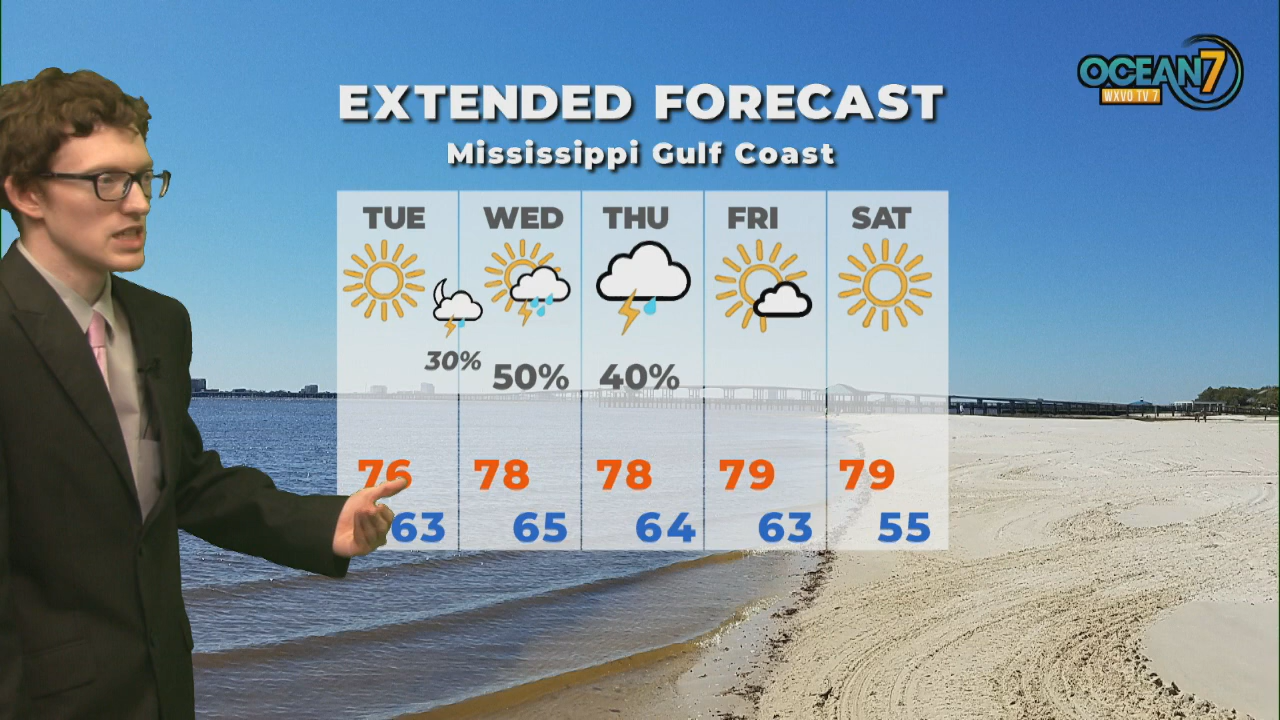 OCEAN7
WXVO TV 7
EXTENDED FORECAST
Mississippi Gulf Coast
TUE WED THU FRI SAT
30% 50% 40%
76 78 78 79 79
63 65 64 63 55